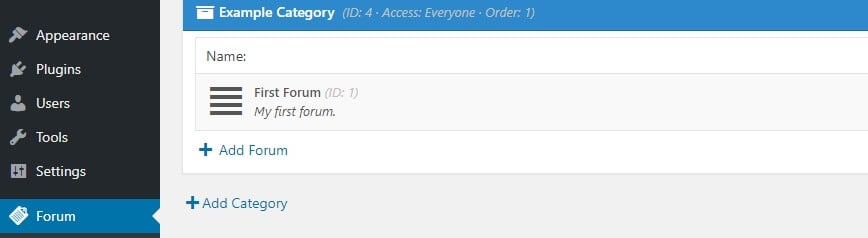 Appearance
Plugins
Users
Tools
Settings
Forum
Example Category (ID: 4 · Access: Everyone · Order: 1)
Name:
First Forum (ID: 1)
My first forum.
Add Forum
Add Category